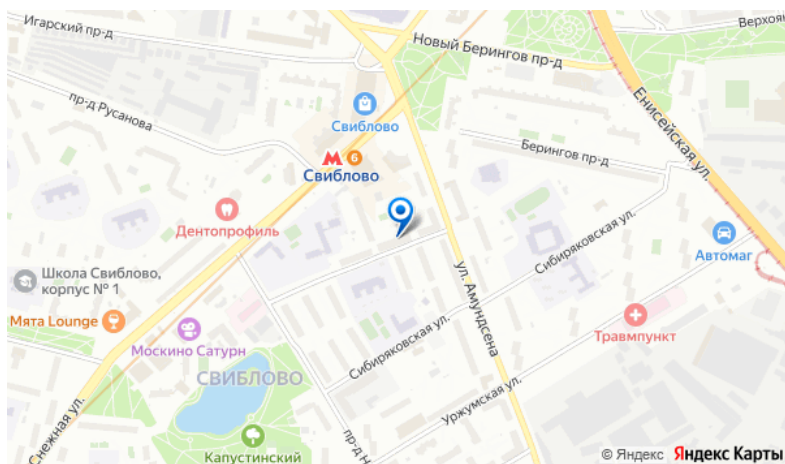 Игарский пр-д
Верхоян
Новый Берингов пр-д
пр-д Русанова
Енисейская ул.
Свиблово
Берингов пр-д
6
Свиблово
Дентопрофиль
Сибиряковская ул.
Автомаг
Школа Свиблово,
корпус № 1
ул. Амундсена
Мята Lounge
Травмпункт
Москино Сатурн
Сибиряковская ул.
СВИБЛОВО
Уржумская ул.
Снежная ул.
пр-д Н
Капустинский
© Яндекс Яндекс Карты